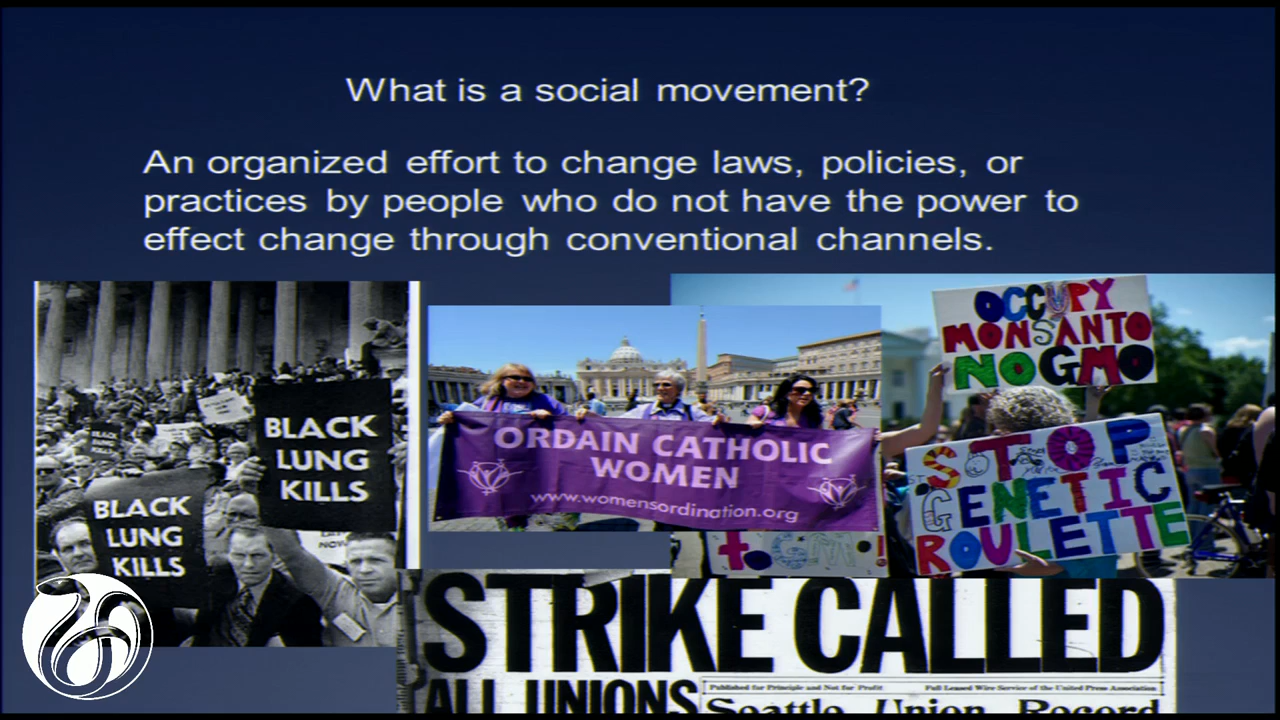 What is a social movement?
An organized effort to change laws, policies, or
practices by people who do not have the power to
effect change through conventional channels.
BLACK
LUNG
KILLS
BLACK
LUNG
KILLS
ORDAIN CATHOLIC
WOMEN
www.womensordination.org
OCCUPY
MONSANTO
NO GMO
STOP
GENETIC
ROULETTE
STRIKE CALLED
ALL UNIONS
Published for Principle and Not for Profit
Full Leased Wire Service of the United Press Association
Seattle Union Record